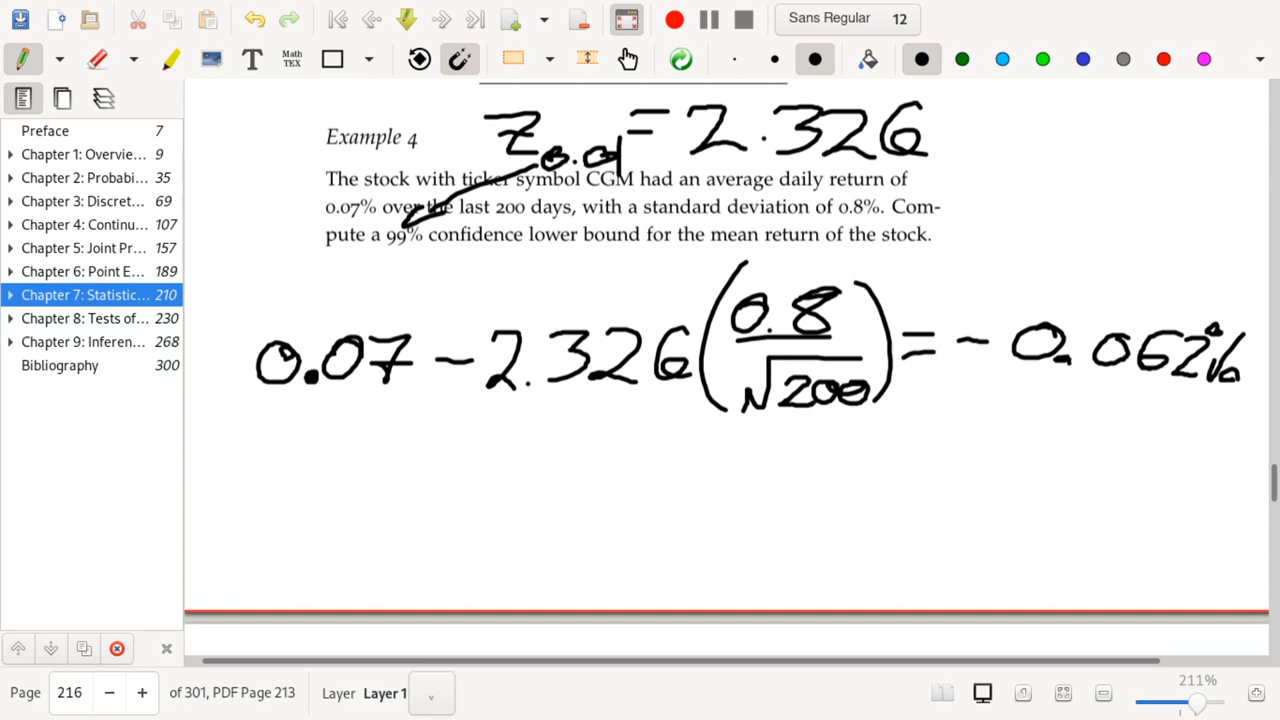 Sans Regular 12
T Math TEX
Preface 7
Chapter 1: Overvie... 9
Chapter 2: Probabi... 35
Chapter 3: Discret... 69
Chapter 4: Continu... 107
Chapter 5: Joint Pr... 157
Chapter 6: Point E... 189
Chapter 7: Statistic... 210
Chapter 8: Tests of... 230
Chapter 9: Inferen... 268
Bibliography 300
Example 4
z0.01 = 2.326
The stock with ticker symbol CGM had an average daily return of
0.07% over the last 200 days, with a standard deviation of 0.8%. Com-
pute a 99% confidence lower bound for the mean return of the stock.
0.07 - 2.326 (0.8/√200) = - 0.062%
Page 216 - + of 301, PDF Page 213 Layer Layer 1 211%